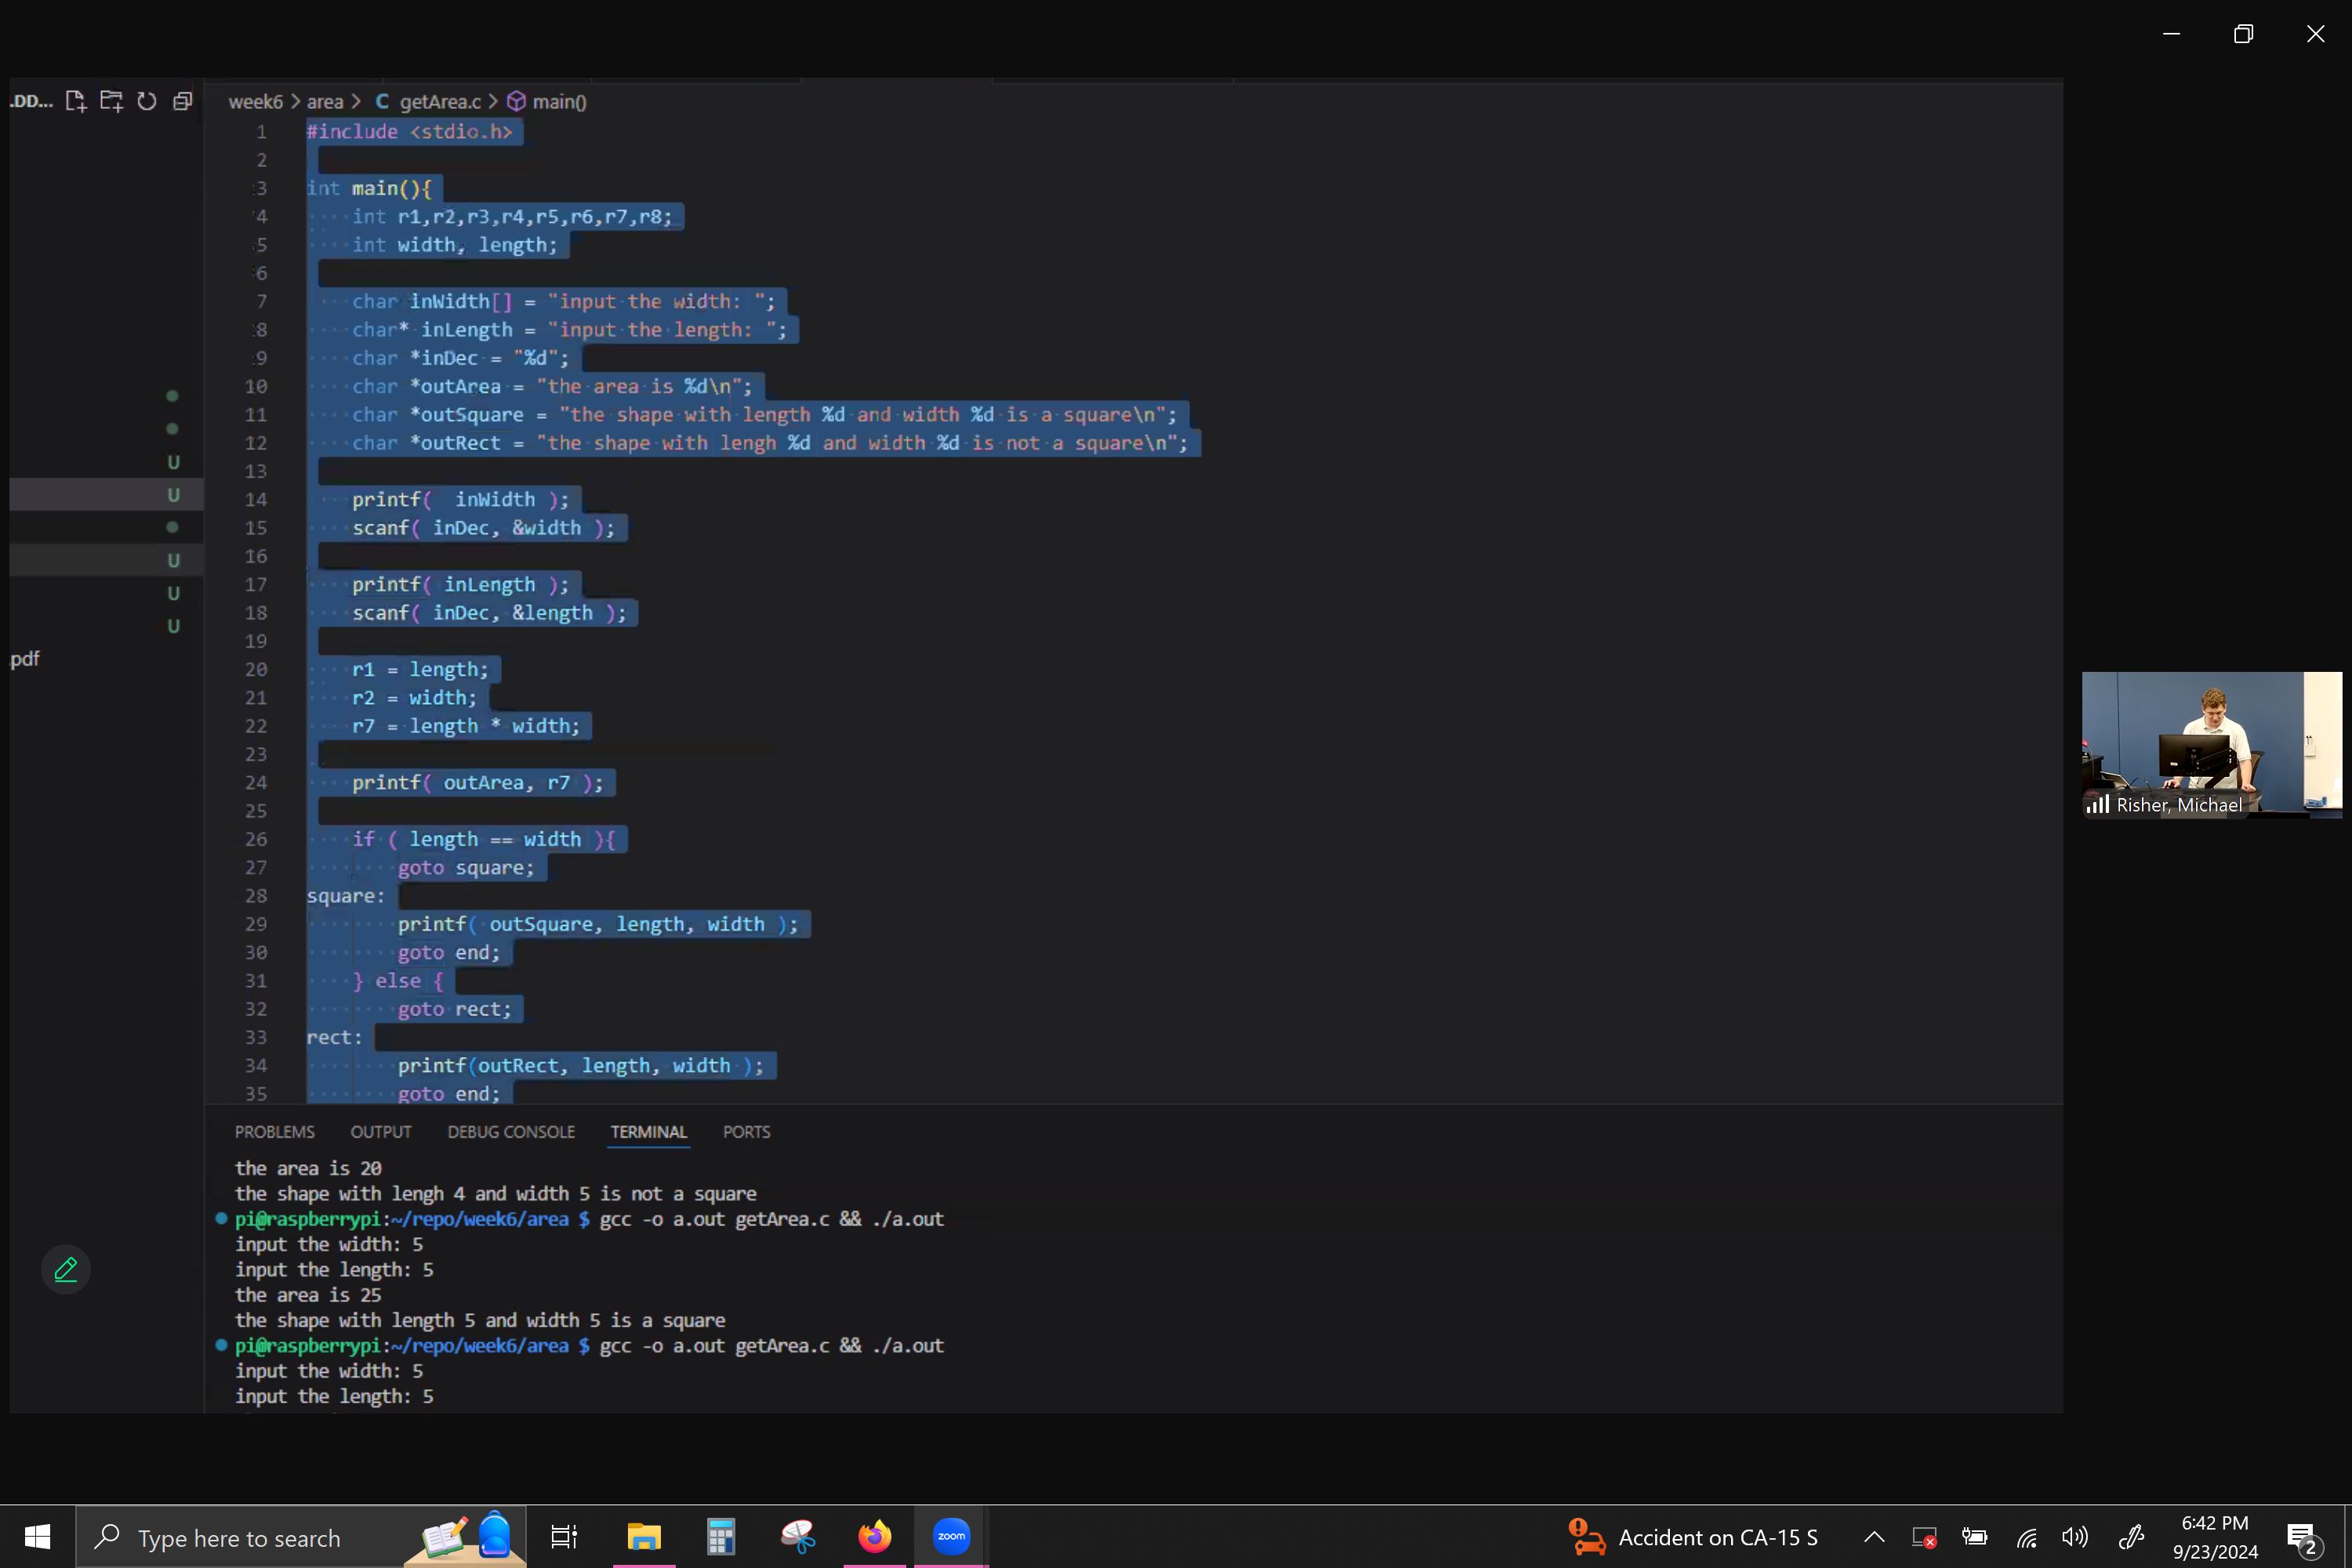 .DD...
week6 > area > C getArea.c > main()
1 #include <stdio.h>
2
3 int main(){
4 int r1,r2,r3,r4,r5,r6,r7,r8;
5 int width, length;
6
7 char inWidth[] = "input the width: ";
8 char* inLength = "input the length: ";
9 char *inDec = "%d";
10 char *outArea = "the area is %d\n";
11 char *outSquare = "the shape with length %d and width %d is a square\n";
12 char *outRect = "the shape with lengh %d and width %d is not a square\n";
13
14 printf(  inWidth );
15 scanf( inDec, &width );
16
17 printf( inLength );
18 scanf( inDec, &length );
19
20 r1 = length;
21 r2 = width;
22 r7 = length * width;
23
24 printf( outArea, r7 );
25
26 if ( length == width ){
27 goto square;
28 square:
29 printf( outSquare, length, width );
30 goto end;
31 } else {
32 goto rect;
33 rect:
34 printf(outRect, length, width );
35 goto end;
U
U
U
U
U
.pdf
PROBLEMS OUTPUT DEBUG CONSOLE TERMINAL PORTS
the area is 20
the shape with lengh 4 and width 5 is not a square
pi@raspberrypi:~/repo/week6/area $ gcc -o a.out getArea.c && ./a.out
input the width: 5
input the length: 5
the area is 25
the shape with length 5 and width 5 is a square
pi@raspberrypi:~/repo/week6/area $ gcc -o a.out getArea.c && ./a.out
input the width: 5
input the length: 5
Risher, Michael
Type here to search
zoom
Accident on CA-15 S
6:42 PM
9/23/2024
2